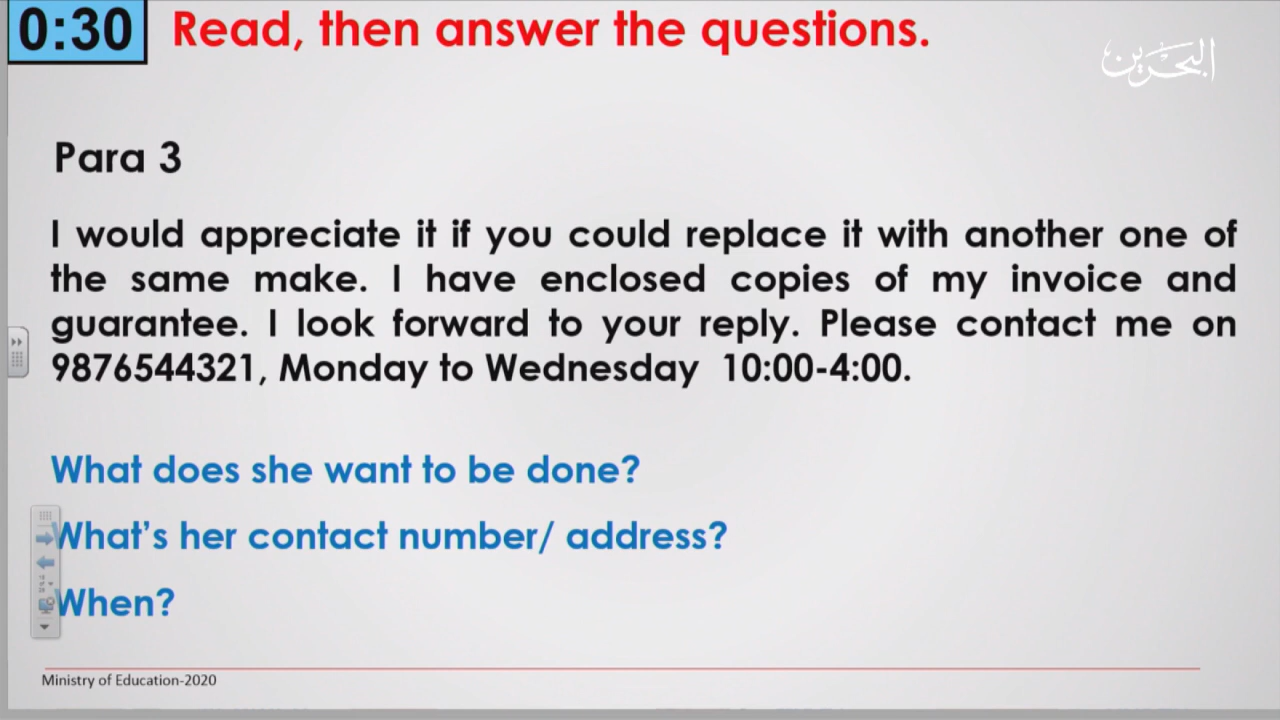 0:30 Read, then answer the questions.
البحرين
Para 3
I would appreciate it if you could replace it with another one of
the same make. I have enclosed copies of my invoice and
guarantee. I look forward to your reply. Please contact me on
9876544321, Monday to Wednesday 10:00-4:00.
What does she want to be done?
What's her contact number/ address?
When?
Ministry of Education-2020